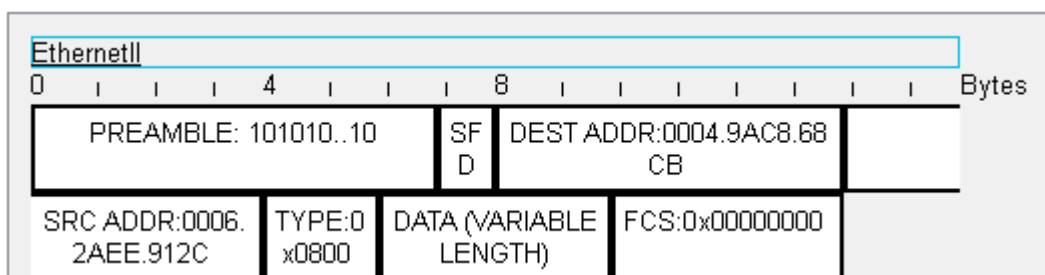 EthernetII
0 4 8 Bytes
PREAMBLE: 101010..10
SF
D
DEST ADDR:0004.9AC8.68
CB
SRC ADDR:0006.
2AEE.912C
TYPE:0
x0800
DATA (VARIABLE
LENGTH)
FCS:0x00000000